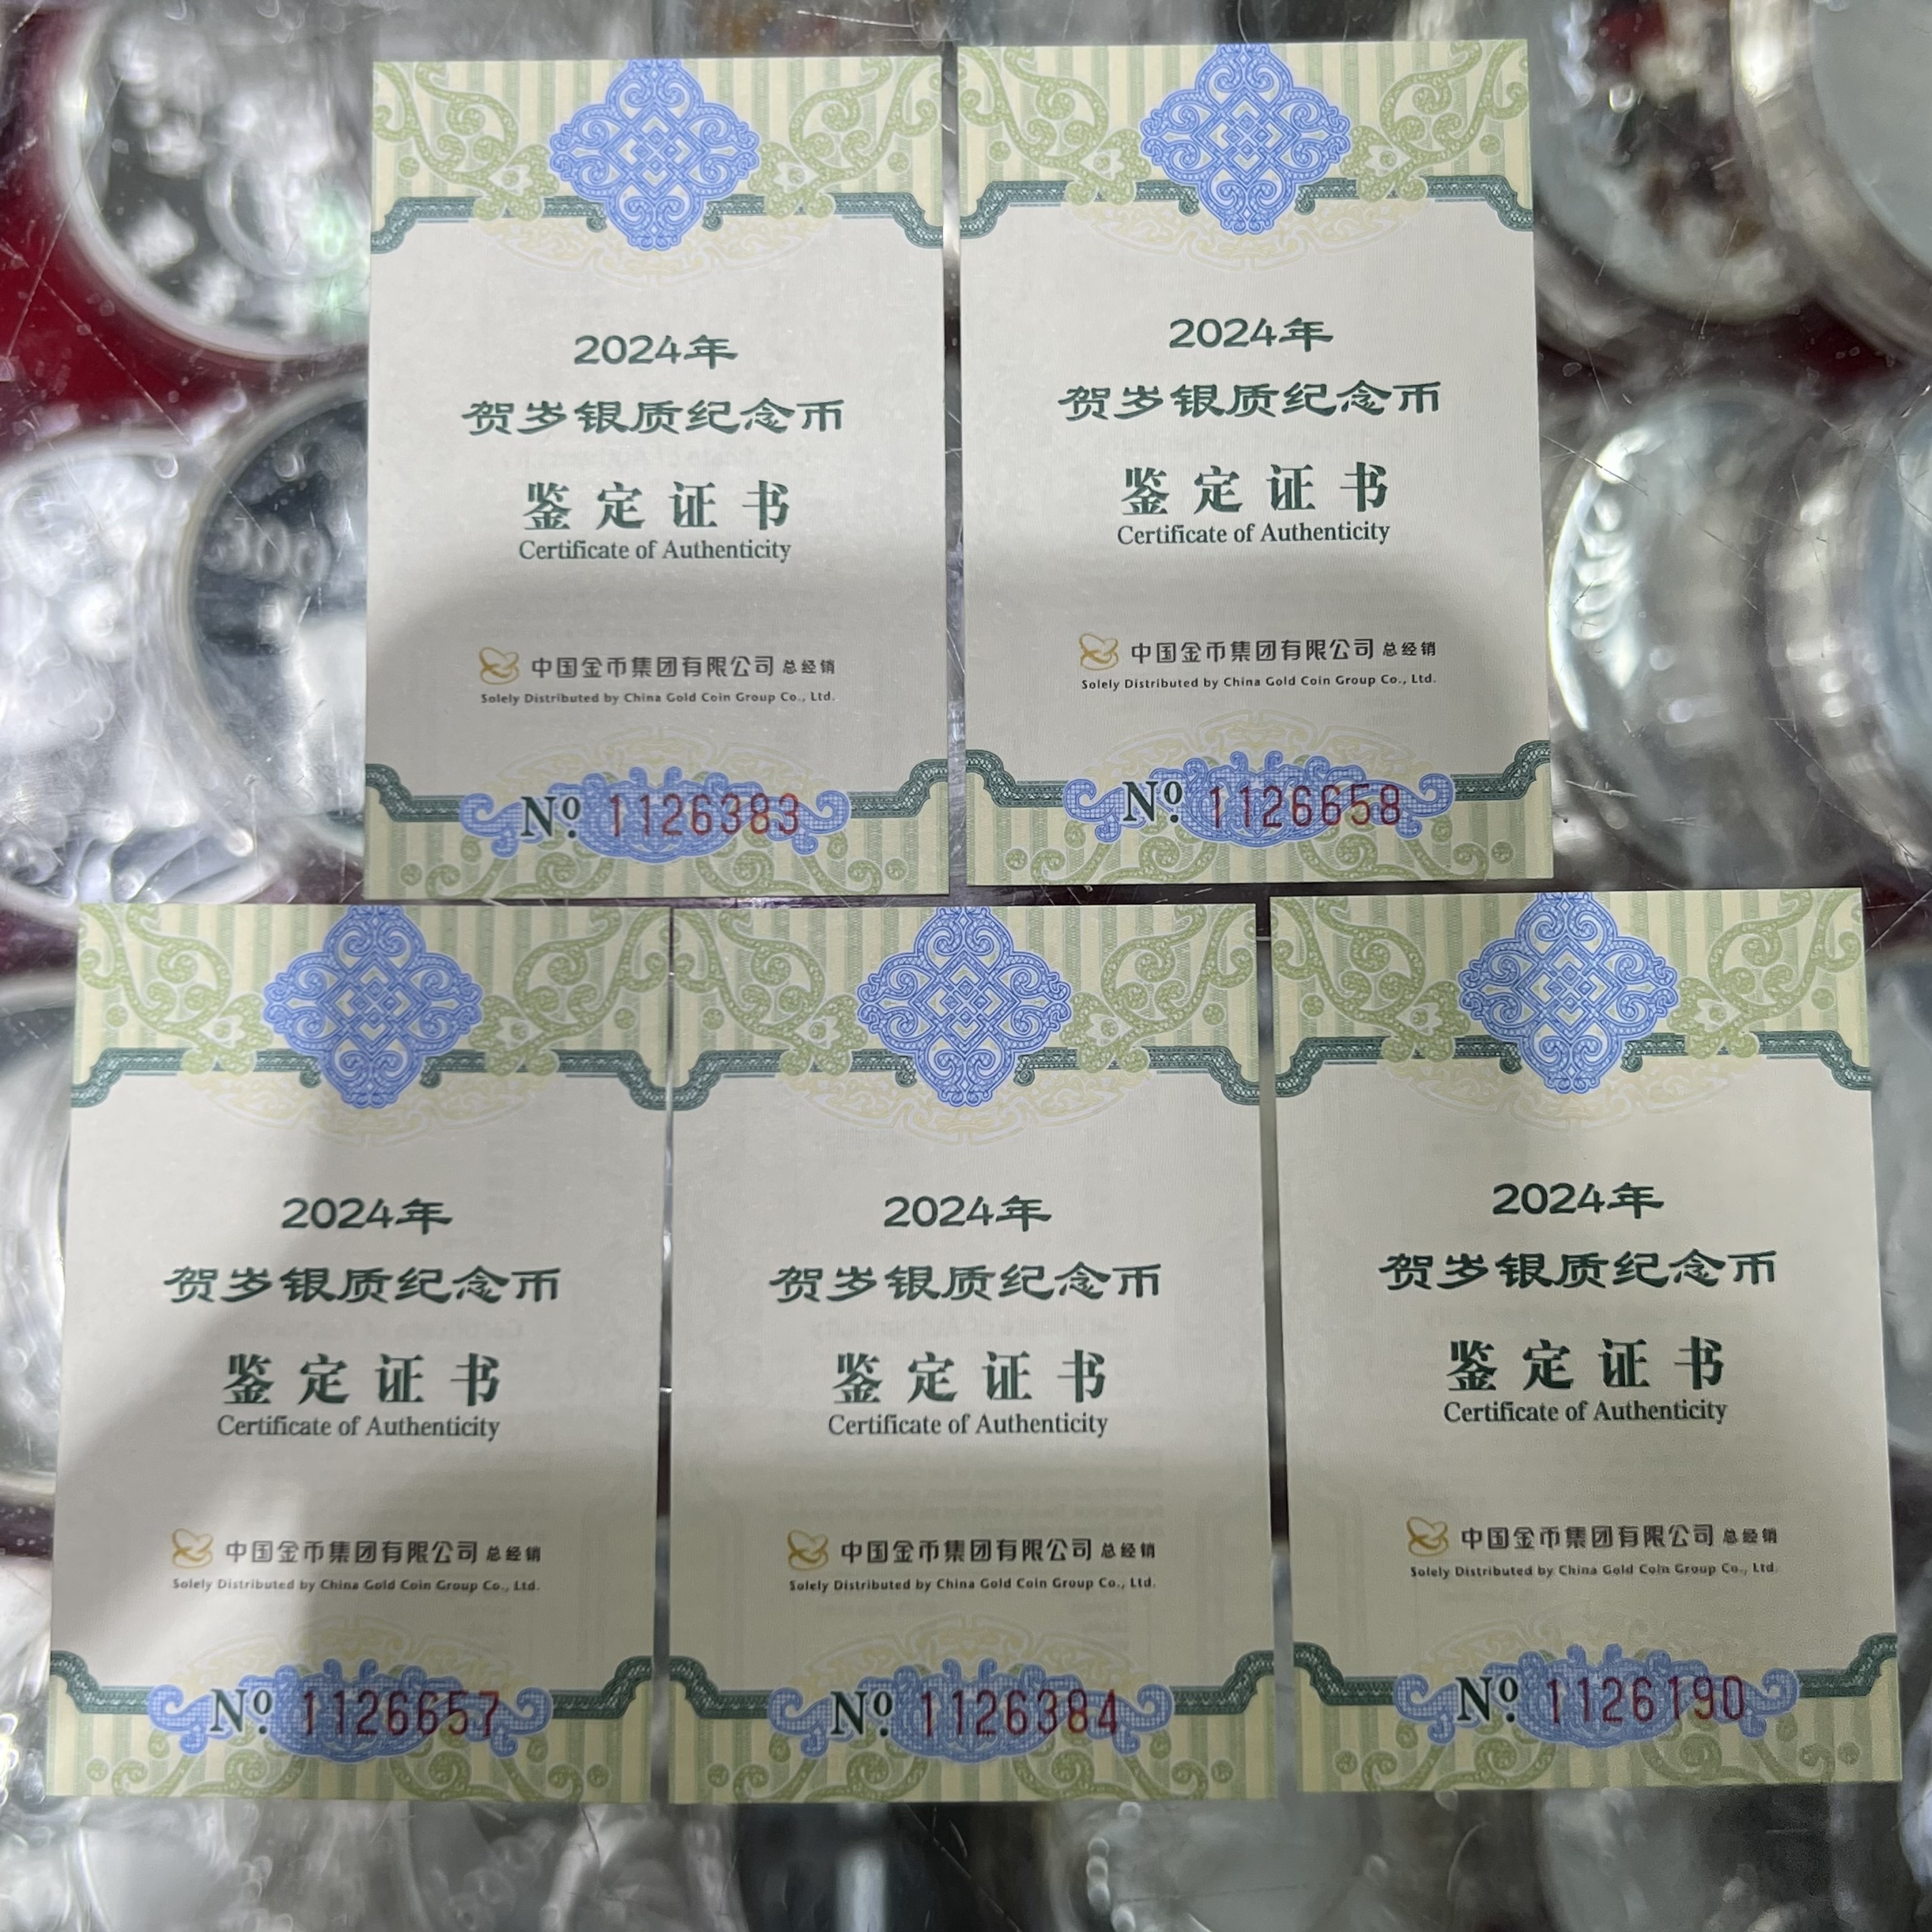 2024年
贺岁银质纪念币
鉴定证书
Certificate of Authenticity
中国金币集团有限公司 总经销
Solely Distributed by China Gold Coin Group Co., Ltd.
Nº. 1126383
2024年
贺岁银质纪念币
鉴定证书
Certificate of Authenticity
中国金币集团有限公司 总经销
Solely Distributed by China Gold Coin Group Co., Ltd.
Nº. 1126658
2024年
贺岁银质纪念币
鉴定证书
Certificate of Authenticity
中国金币集团有限公司 总经销
Solely Distributed by China Gold Coin Group Co., Ltd.
Nº. 1126657
2024年
贺岁银质纪念币
鉴定证书
Certificate of Authenticity
中国金币集团有限公司 总经销
Solely Distributed by China Gold Coin Group Co., Ltd.
Nº. 1126384
2024年
贺岁银质纪念币
鉴定证书
Certificate of Authenticity
中国金币集团有限公司 总经销
Solely Distributed by China Gold Coin Group Co., Ltd.
Nº. 1126190